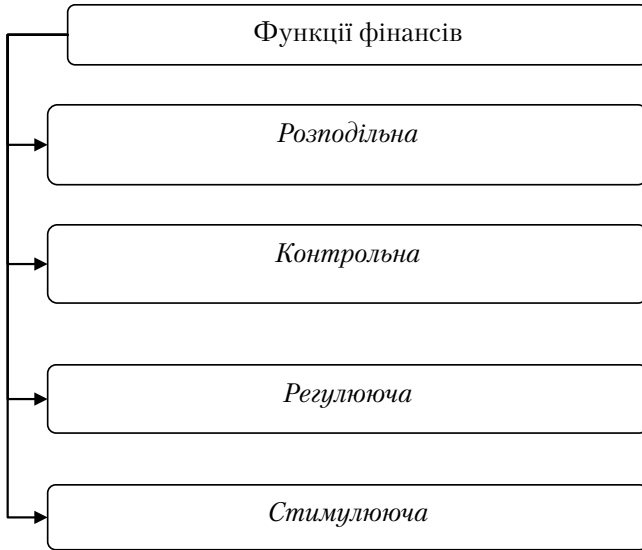 Функції фінансів
Розподільна
Контрольна
Регулююча
Стимулююча